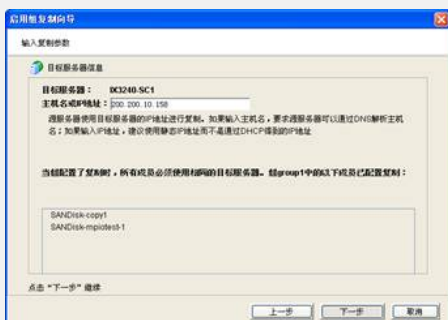 启用组复制向导
输入复制参数
目标服务器信息
目标服务器： DC3240-SC1
主机名或IP地址：200.200.10.158
源服务器使用目标服务器的IP地址进行复制。如果输入主机名，要求源服务器可以通过DNS解析主机
名；如果输入IP地址，建议使用静态IP地址而不是通过DHCP得到的IP地址
当组配置了复制时，所有成员必须使用相同的目标服务器。组group1中的以下成员已配置复制：
SANDisk-copy1
SANDisk-mpiotest-1
点击“下一步”继续
上一步 下一步 取消